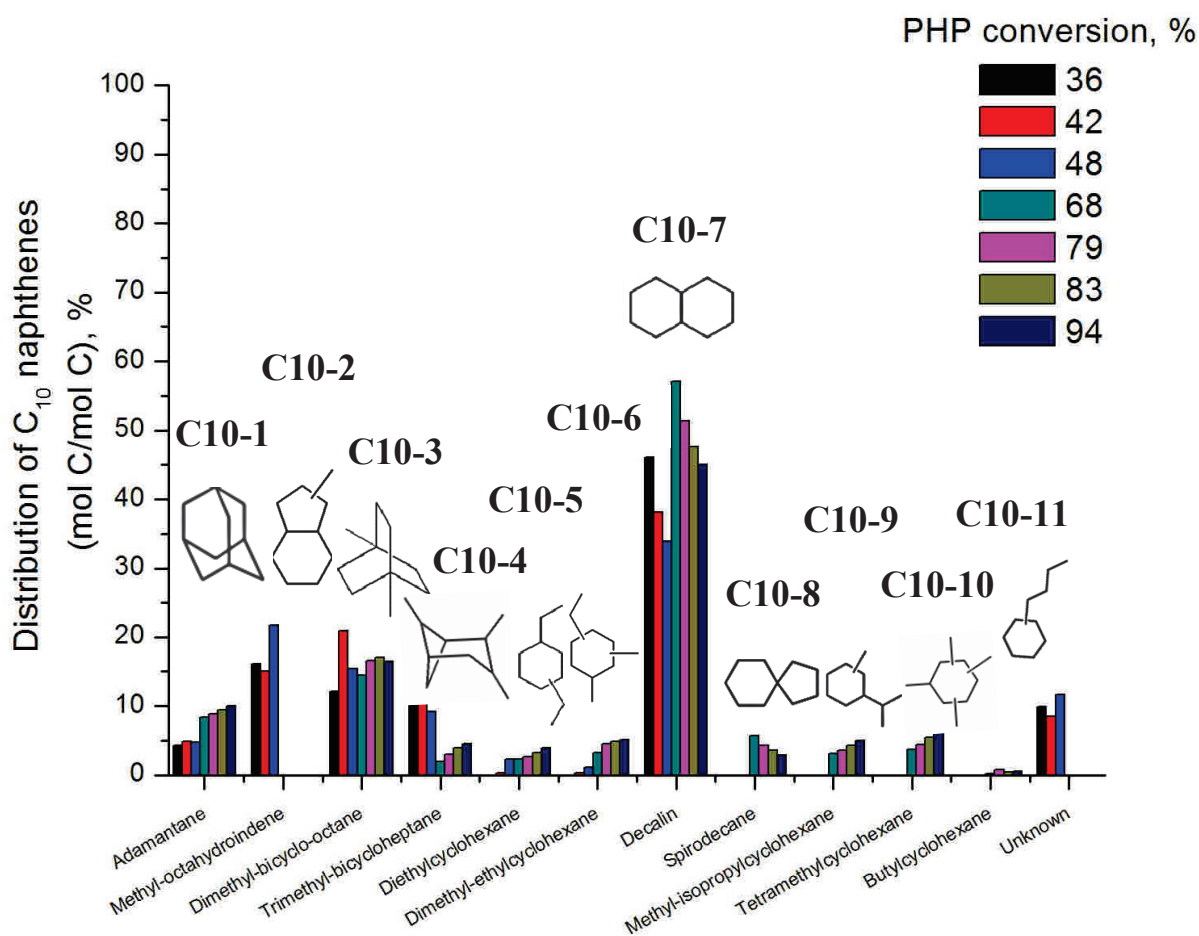 PHP conversion, %
36
42
48
68
79
83
94
Distribution of C10 naphthenes
(mol C/mol C), %
100
90
80
70
60
50
40
30
20
10
0
C10-1
C10-2
C10-3
C10-4
C10-5
C10-6
C10-7
C10-8
C10-9
C10-10
C10-11
Adamantane
Methyl-octahydroindene
Dimethyl-bicyclo-octane
Trimethyl-bicycloheptane
Diethylcyclohexane
Dimethyl-ethylcyclohexane
Decalin
Spirodecane
Methyl-isopropylcyclohexane
Tetramethylcyclohexane
Butylcyclohexane
Unknown